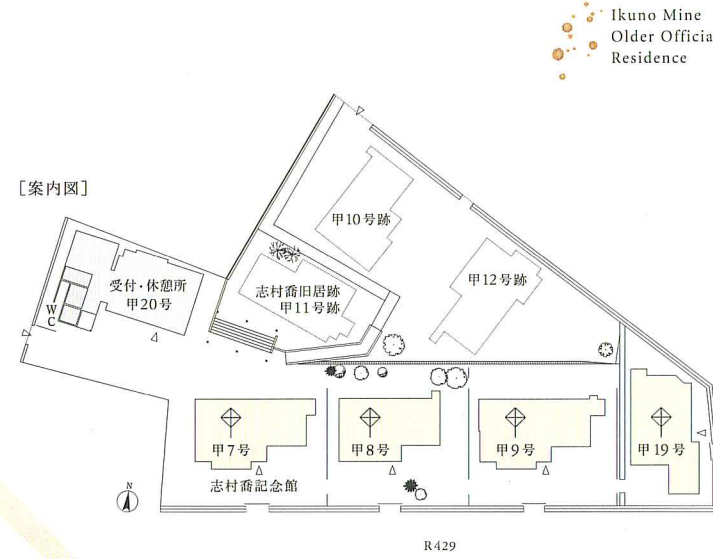 Ikuno Mine
Older Officia
Residence
［案内図］
甲10号跡
甲12号跡
受付・休憩所
甲20号
志村喬旧居跡
甲11号跡
WC
甲7号
甲8号
甲9号
甲19号
志村喬記念館
N
R429